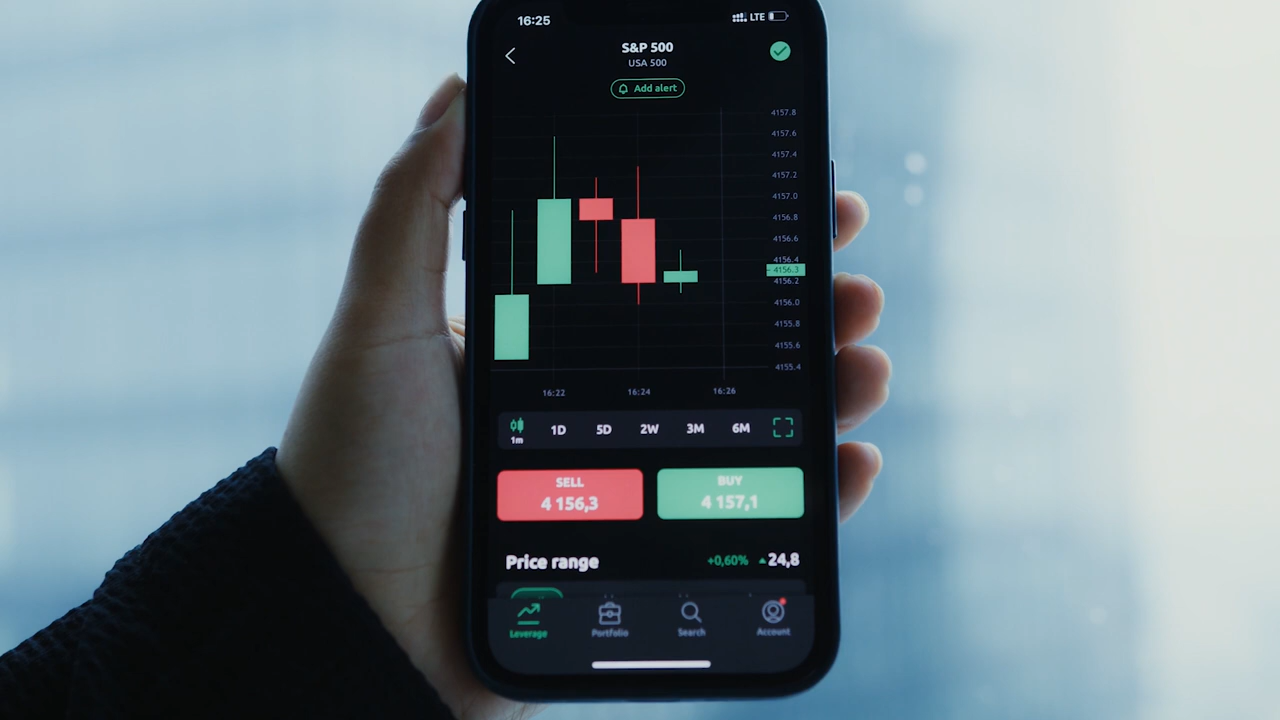 16:25 LTE
S&P 500
USA 500
Add alert
4157.8
4157.6
4157.4
4157.2
4157.0
4156.8
4156.6
4156.4
4156.3
4156.2
4156.0
4155.8
4155.6
4155.4
16:22 16:24 16:26
1m 1D 5D 2W 3M 6M
SELL BUY
4 156,3 4 157,1
Price range +0,60% 24,8
Leverage Portfolio Search Account